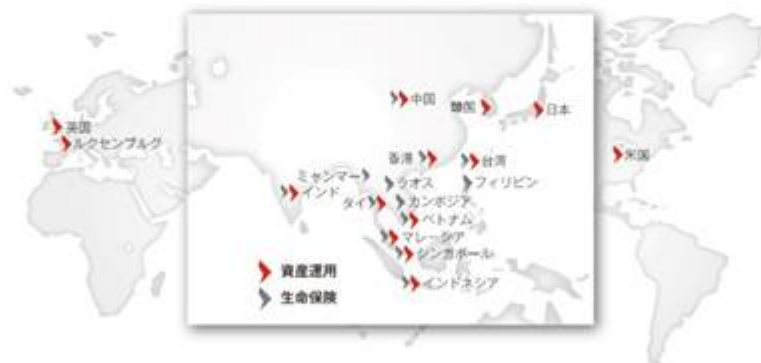 中国
韓国
日本
英国
ルクセンブルグ
香港
台湾
米国
ミャンマー
ラオス
フィリピン
インド
タイ
カンボジア
ベトナム
マレーシア
シンガポール
インドネシア
資産運用
生命保険